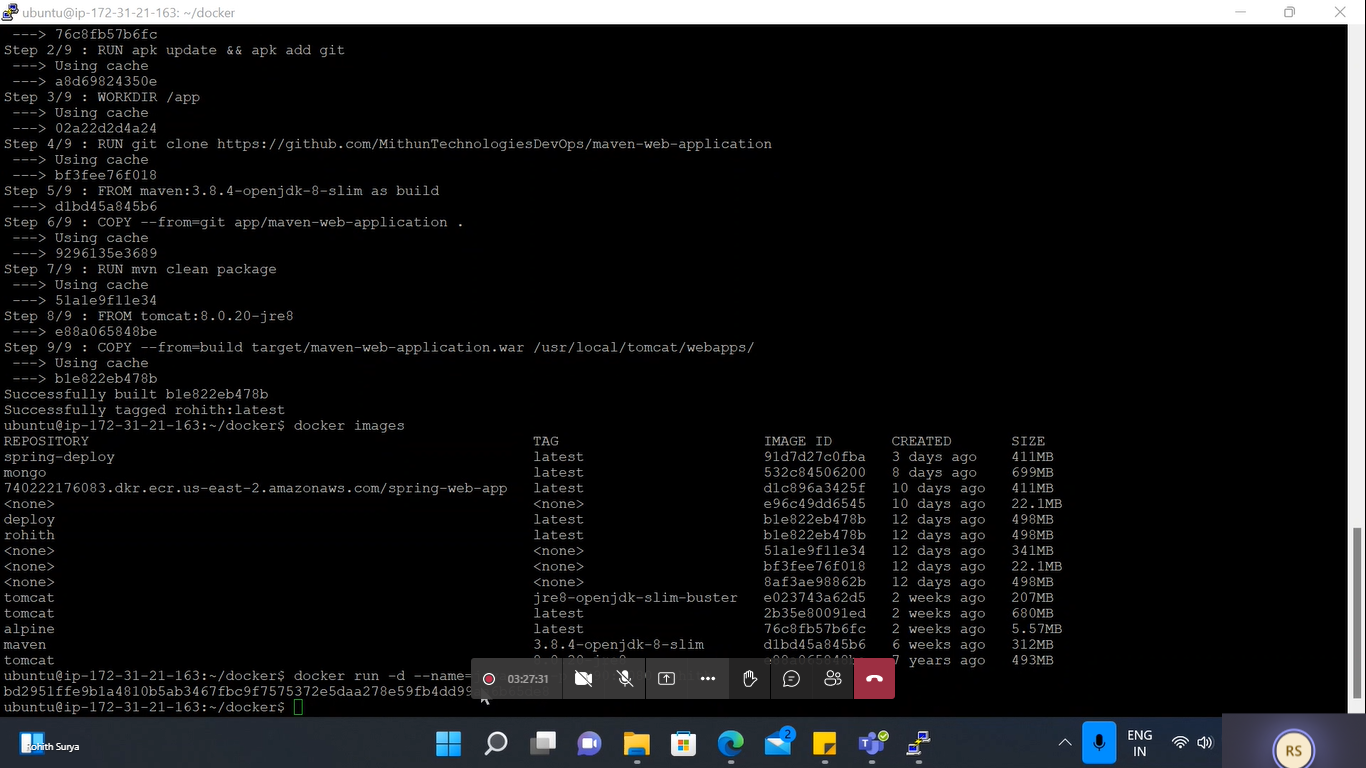 ubuntu@ip-172-31-21-163: ~/docker
---> 76c8fb57b6fc
Step 2/9 : RUN apk update && apk add git
---> Using cache
---> a8d69824350e
Step 3/9 : WORKDIR /app
---> Using cache
---> 02a22d2d4a24
Step 4/9 : RUN git clone https://github.com/MithunTechnologiesDevOps/maven-web-application
---> Using cache
---> bf3fee76f018
Step 5/9 : FROM maven:3.8.4-openjdk-8-slim as build
---> d1bd45a845b6
Step 6/9 : COPY --from=git app/maven-web-application .
---> Using cache
---> 9296135e3689
Step 7/9 : RUN mvn clean package
---> Using cache
---> 51a1e9f11e34
Step 8/9 : FROM tomcat:8.0.20-jre8
---> e88a065848be
Step 9/9 : COPY --from=build target/maven-web-application.war /usr/local/tomcat/webapps/
---> Using cache
---> b1e822eb478b
Successfully built b1e822eb478b
Successfully tagged rohith:latest
ubuntu@ip-172-31-21-163:~/docker$ docker images
REPOSITORY TAG IMAGE ID CREATED SIZE
spring-deploy latest 91d7d27c0fba 3 days ago 411MB
mongo latest 532c84506200 8 days ago 699MB
740222176083.dkr.ecr.us-east-2.amazonaws.com/spring-web-app latest d1c896a3425f 10 days ago 411MB
<none> <none> e96c49dd6545 10 days ago 22.1MB
deploy latest b1e822eb478b 12 days ago 498MB
rohith latest b1e822eb478b 12 days ago 498MB
<none> <none> 51a1e9f11e34 12 days ago 341MB
<none> <none> bf3fee76f018 12 days ago 22.1MB
<none> <none> 8af3ae98862b 12 days ago 498MB
tomcat jre8-openjdk-slim-buster e023743a62d5 2 weeks ago 207MB
tomcat latest 2b35e80091ed 2 weeks ago 680MB
alpine latest 76c8fb57b6fc 2 weeks ago 5.57MB
maven 3.8.4-openjdk-8-slim d1bd45a845b6 6 weeks ago 312MB
tomcat 7 years ago 493MB
ubuntu@ip-172-31-21-163:~/docker$ docker run -d --name=
03:27:31
bd2951ffe9b1a4810b5ab3467fbc9f7575372e5daa278e59fb4dd99
ubuntu@ip-172-31-21-163:~/docker$
Rohith Surya
2
ENG
IN
RS